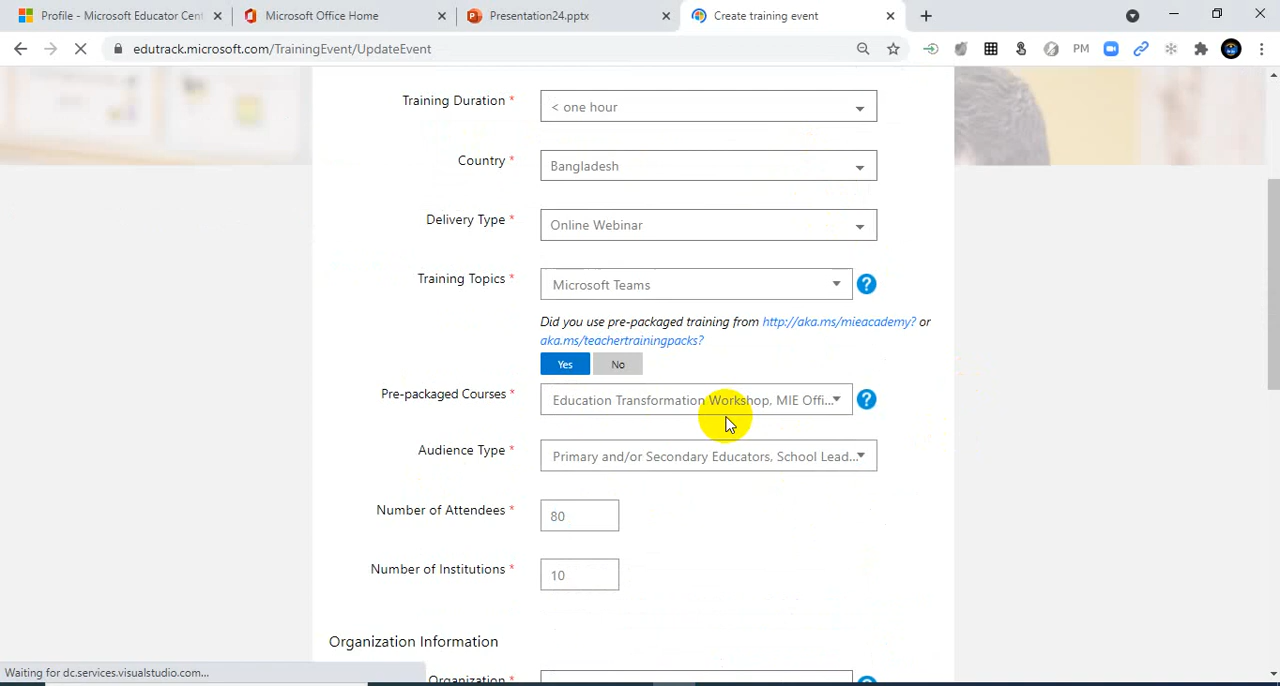 Profile - Microsoft Educator Cent
Microsoft Office Home
Presentation24.pptx
Create training event
edutrack.microsoft.com/TrainingEvent/UpdateEvent
PM
Training Duration *
< one hour
Country *
Bangladesh
Delivery Type *
Online Webinar
Training Topics *
Microsoft Teams
?
Did you use pre-packaged training from http://aka.ms/mieacademy? or
aka.ms/teachertrainingpacks?
Yes
No
Pre-packaged Courses *
Education Transformation Workshop, MIE Offi...
?
Audience Type *
Primary and/or Secondary Educators, School Lead...
Number of Attendees *
80
Number of Institutions *
10
Organization Information
Organization *
Waiting for dc.services.visualstudio.com...